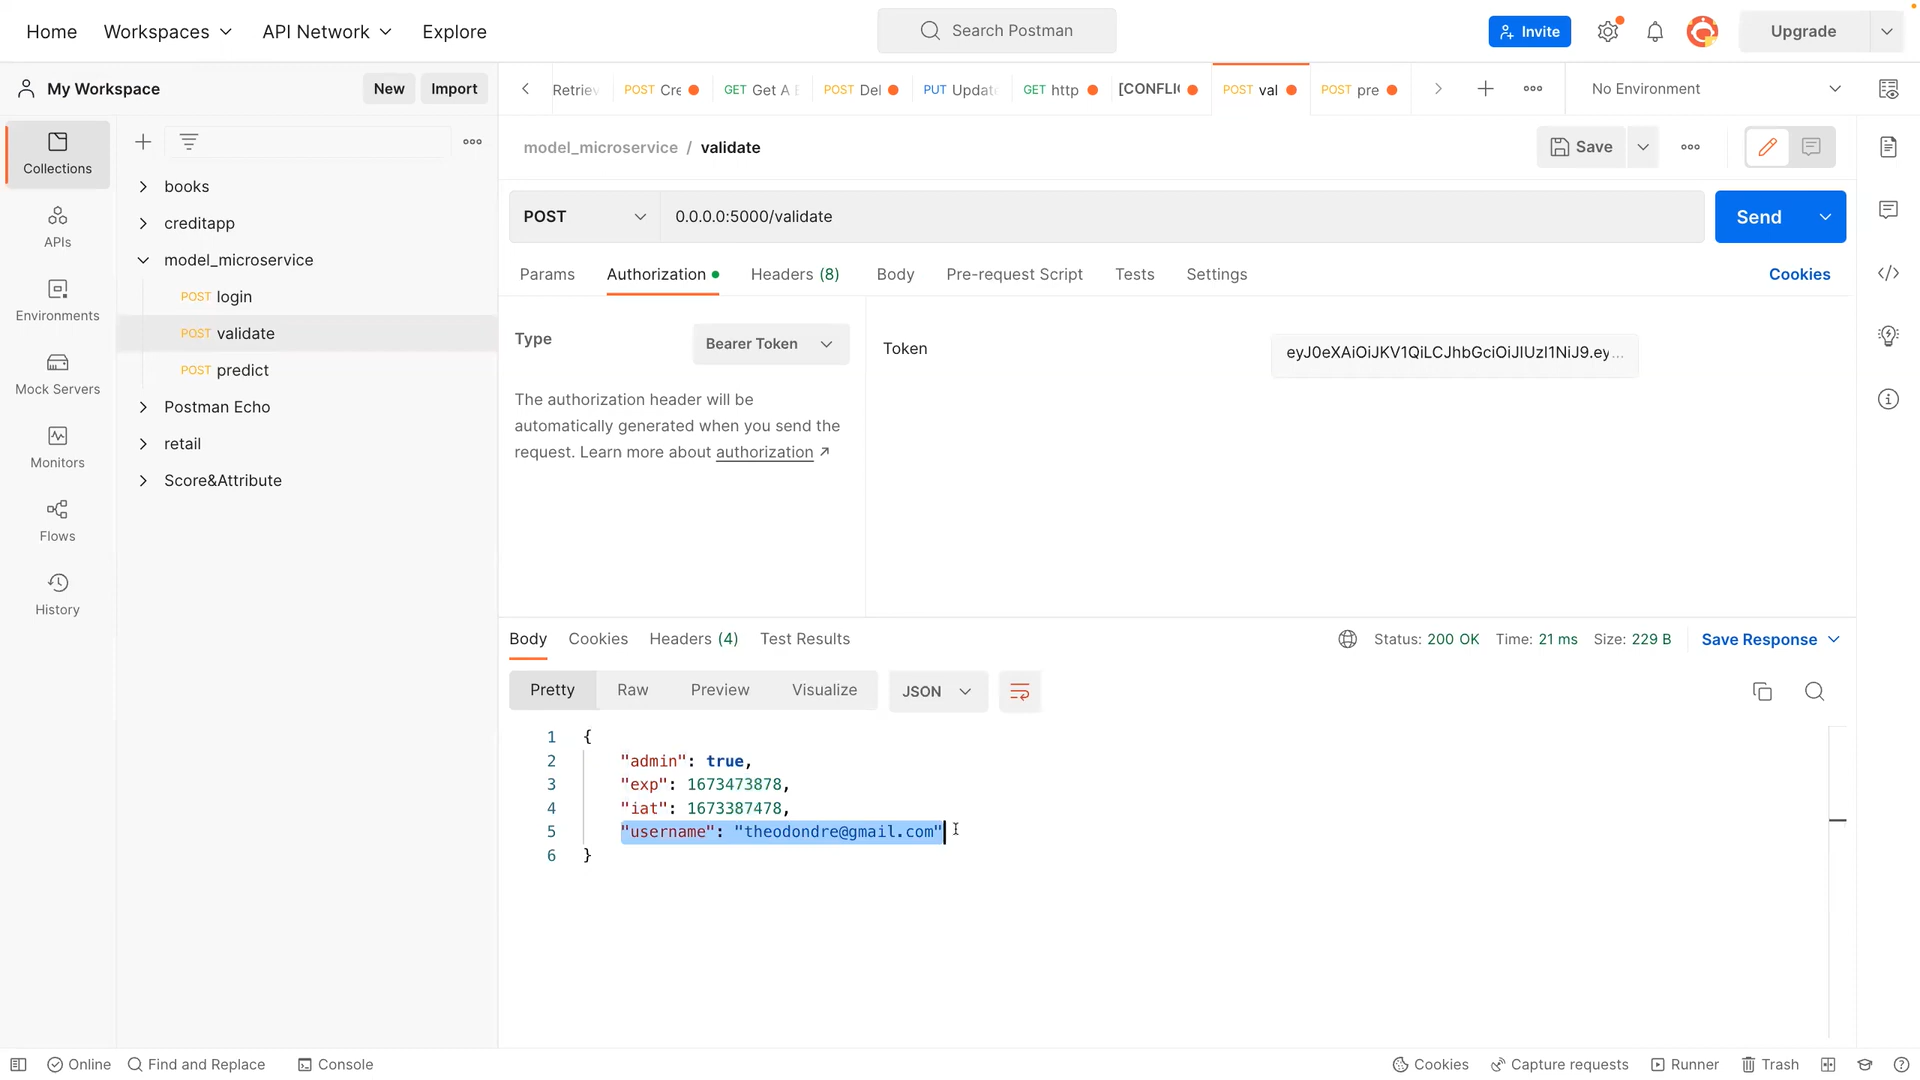 Home Workspaces API Network Explore Search Postman Invite Upgrade
My Workspace New Import Retriev POST Cre GET Get A E POST Del PUT Update GET http [CONFLIC POST val POST pre No Environment
Collections
APIs
Environments
Mock Servers
Monitors
Flows
History
books
creditapp
model_microservice
POST login
POST validate
POST predict
Postman Echo
retail
Score&Attribute
model_microservice / validate Save
POST 0.0.0.0:5000/validate Send
Params Authorization Headers (8) Body Pre-request Script Tests Settings Cookies
Type Bearer Token
The authorization header will be
automatically generated when you send the
request. Learn more about authorization
Token eyJ0eXAiOiJKV1QiLCJhbGciOiJIUzI1NiJ9.ey...
Body Cookies Headers (4) Test Results Status: 200 OK Time: 21 ms Size: 229 B Save Response
Pretty Raw Preview Visualize JSON
1 {
2 "admin": true,
3 "exp": 1673473878,
4 "iat": 1673387478,
5 "username": "theodondre@gmail.com"
6 }
Online Find and Replace Console Cookies Capture requests Runner Trash